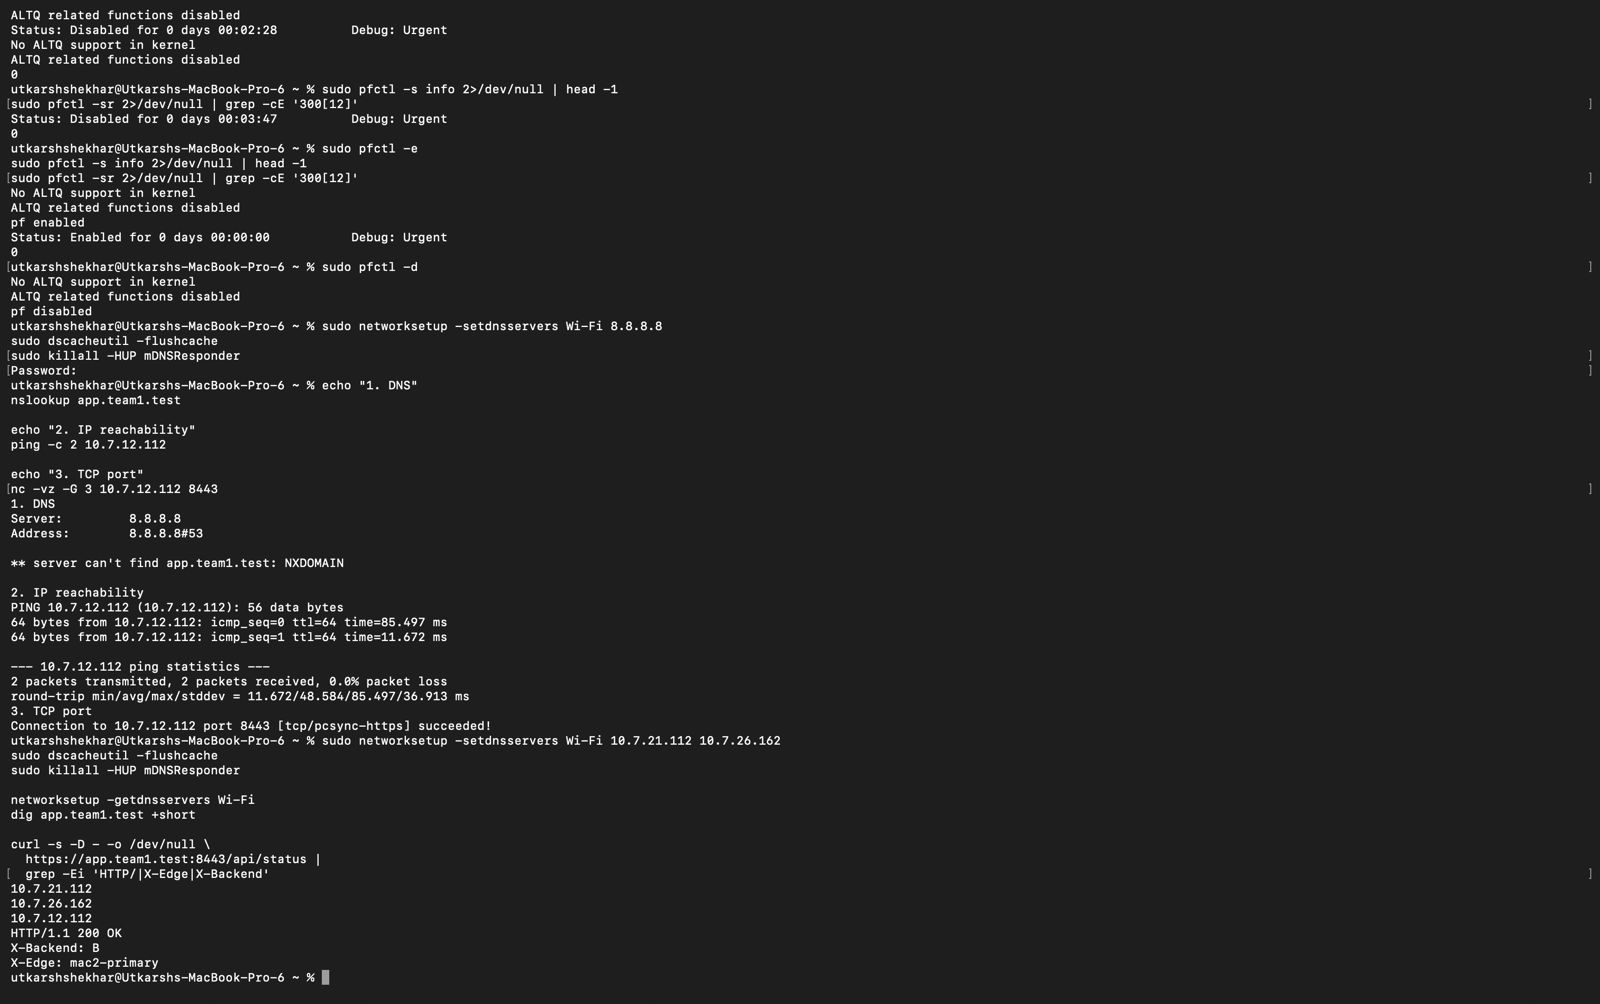 ALTQ related functions disabled
Status: Disabled for 0 days 00:02:28          Debug: Urgent
No ALTQ support in kernel
ALTQ related functions disabled
0
utkarshshekhar@Utkarshs-MacBook-Pro-6 ~ % sudo pfctl -s info 2>/dev/null | head -1
[sudo pfctl -sr 2>/dev/null | grep -cE '300[12]' ]
Status: Disabled for 0 days 00:03:47          Debug: Urgent
0
utkarshshekhar@Utkarshs-MacBook-Pro-6 ~ % sudo pfctl -e
sudo pfctl -s info 2>/dev/null | head -1
[sudo pfctl -sr 2>/dev/null | grep -cE '300[12]' ]
No ALTQ support in kernel
ALTQ related functions disabled
pf enabled
Status: Enabled for 0 days 00:00:00           Debug: Urgent
0
[utkarshshekhar@Utkarshs-MacBook-Pro-6 ~ % sudo pfctl -d ]
No ALTQ support in kernel
ALTQ related functions disabled
pf disabled
utkarshshekhar@Utkarshs-MacBook-Pro-6 ~ % sudo networksetup -setdnsservers Wi-Fi 8.8.8.8
sudo dscacheutil -flushcache
[sudo killall -HUP mDNSResponder ]
[Password: ]
utkarshshekhar@Utkarshs-MacBook-Pro-6 ~ % echo "1. DNS"
nslookup app.team1.test

echo "2. IP reachability"
ping -c 2 10.7.12.112

echo "3. TCP port"
[nc -vz -G 3 10.7.12.112 8443 ]
1. DNS
Server:         8.8.8.8
Address:        8.8.8.8#53

** server can't find app.team1.test: NXDOMAIN

2. IP reachability
PING 10.7.12.112 (10.7.12.112): 56 data bytes
64 bytes from 10.7.12.112: icmp_seq=0 ttl=64 time=85.497 ms
64 bytes from 10.7.12.112: icmp_seq=1 ttl=64 time=11.672 ms

--- 10.7.12.112 ping statistics ---
2 packets transmitted, 2 packets received, 0.0% packet loss
round-trip min/avg/max/stddev = 11.672/48.584/85.497/36.913 ms
3. TCP port
Connection to 10.7.12.112 port 8443 [tcp/pcsync-https] succeeded!
utkarshshekhar@Utkarshs-MacBook-Pro-6 ~ % sudo networksetup -setdnsservers Wi-Fi 10.7.21.112 10.7.26.162
sudo dscacheutil -flushcache
sudo killall -HUP mDNSResponder

networksetup -getdnsservers Wi-Fi
dig app.team1.test +short

curl -s -D - -o /dev/null \
  https://app.team1.test:8443/api/status |
[  grep -Ei 'HTTP/|X-Edge|X-Backend' ]
10.7.21.112
10.7.26.162
10.7.12.112
HTTP/1.1 200 OK
X-Backend: B
X-Edge: mac2-primary
utkarshshekhar@Utkarshs-MacBook-Pro-6 ~ %